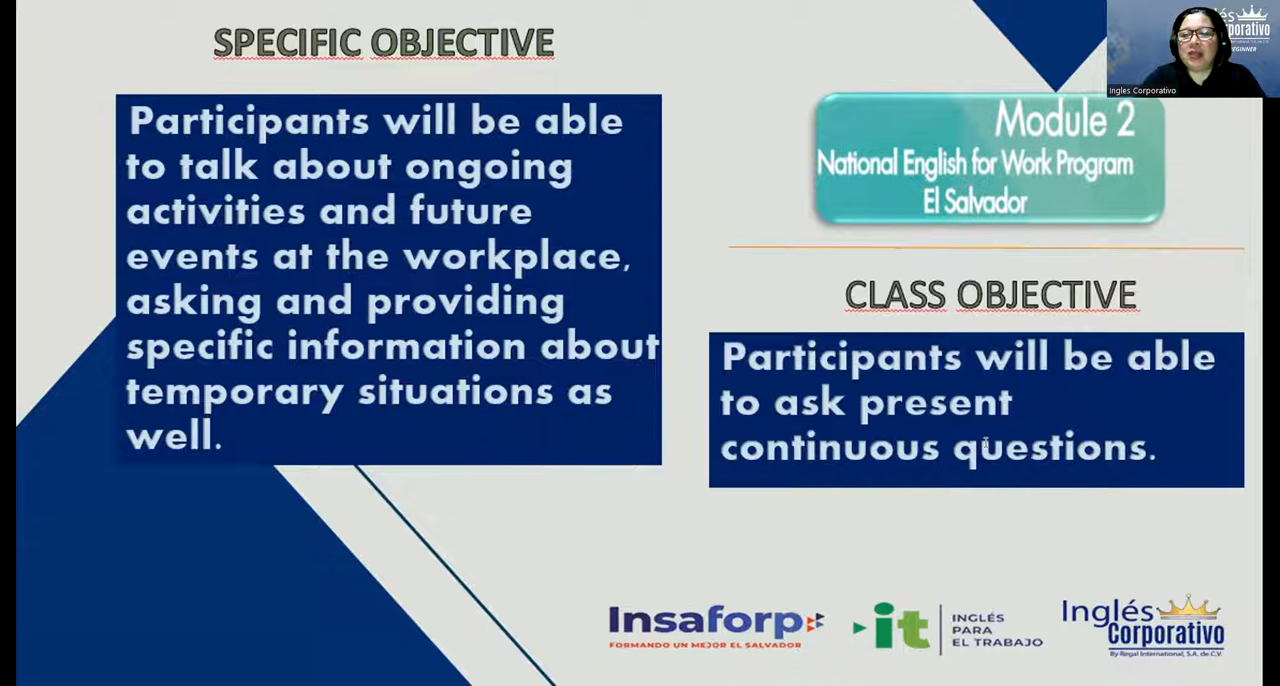 SPECIFIC OBJECTIVE
Participants will be able
to talk about ongoing
activities and future
events at the workplace,
asking and providing
specific information about
temporary situations as
well.
Ingles Corporativo
Module 2
National English for Work Program
El Salvador
CLASS OBJECTIVE
Participants will be able
to ask present
continuous questions.
Insaforp
FORMANDO UN MEJOR EL SALVADOR
it
INGLÉS
PARA
EL TRABAJO
Inglés
Corporativo
By Regal International, S.A. de C.V.